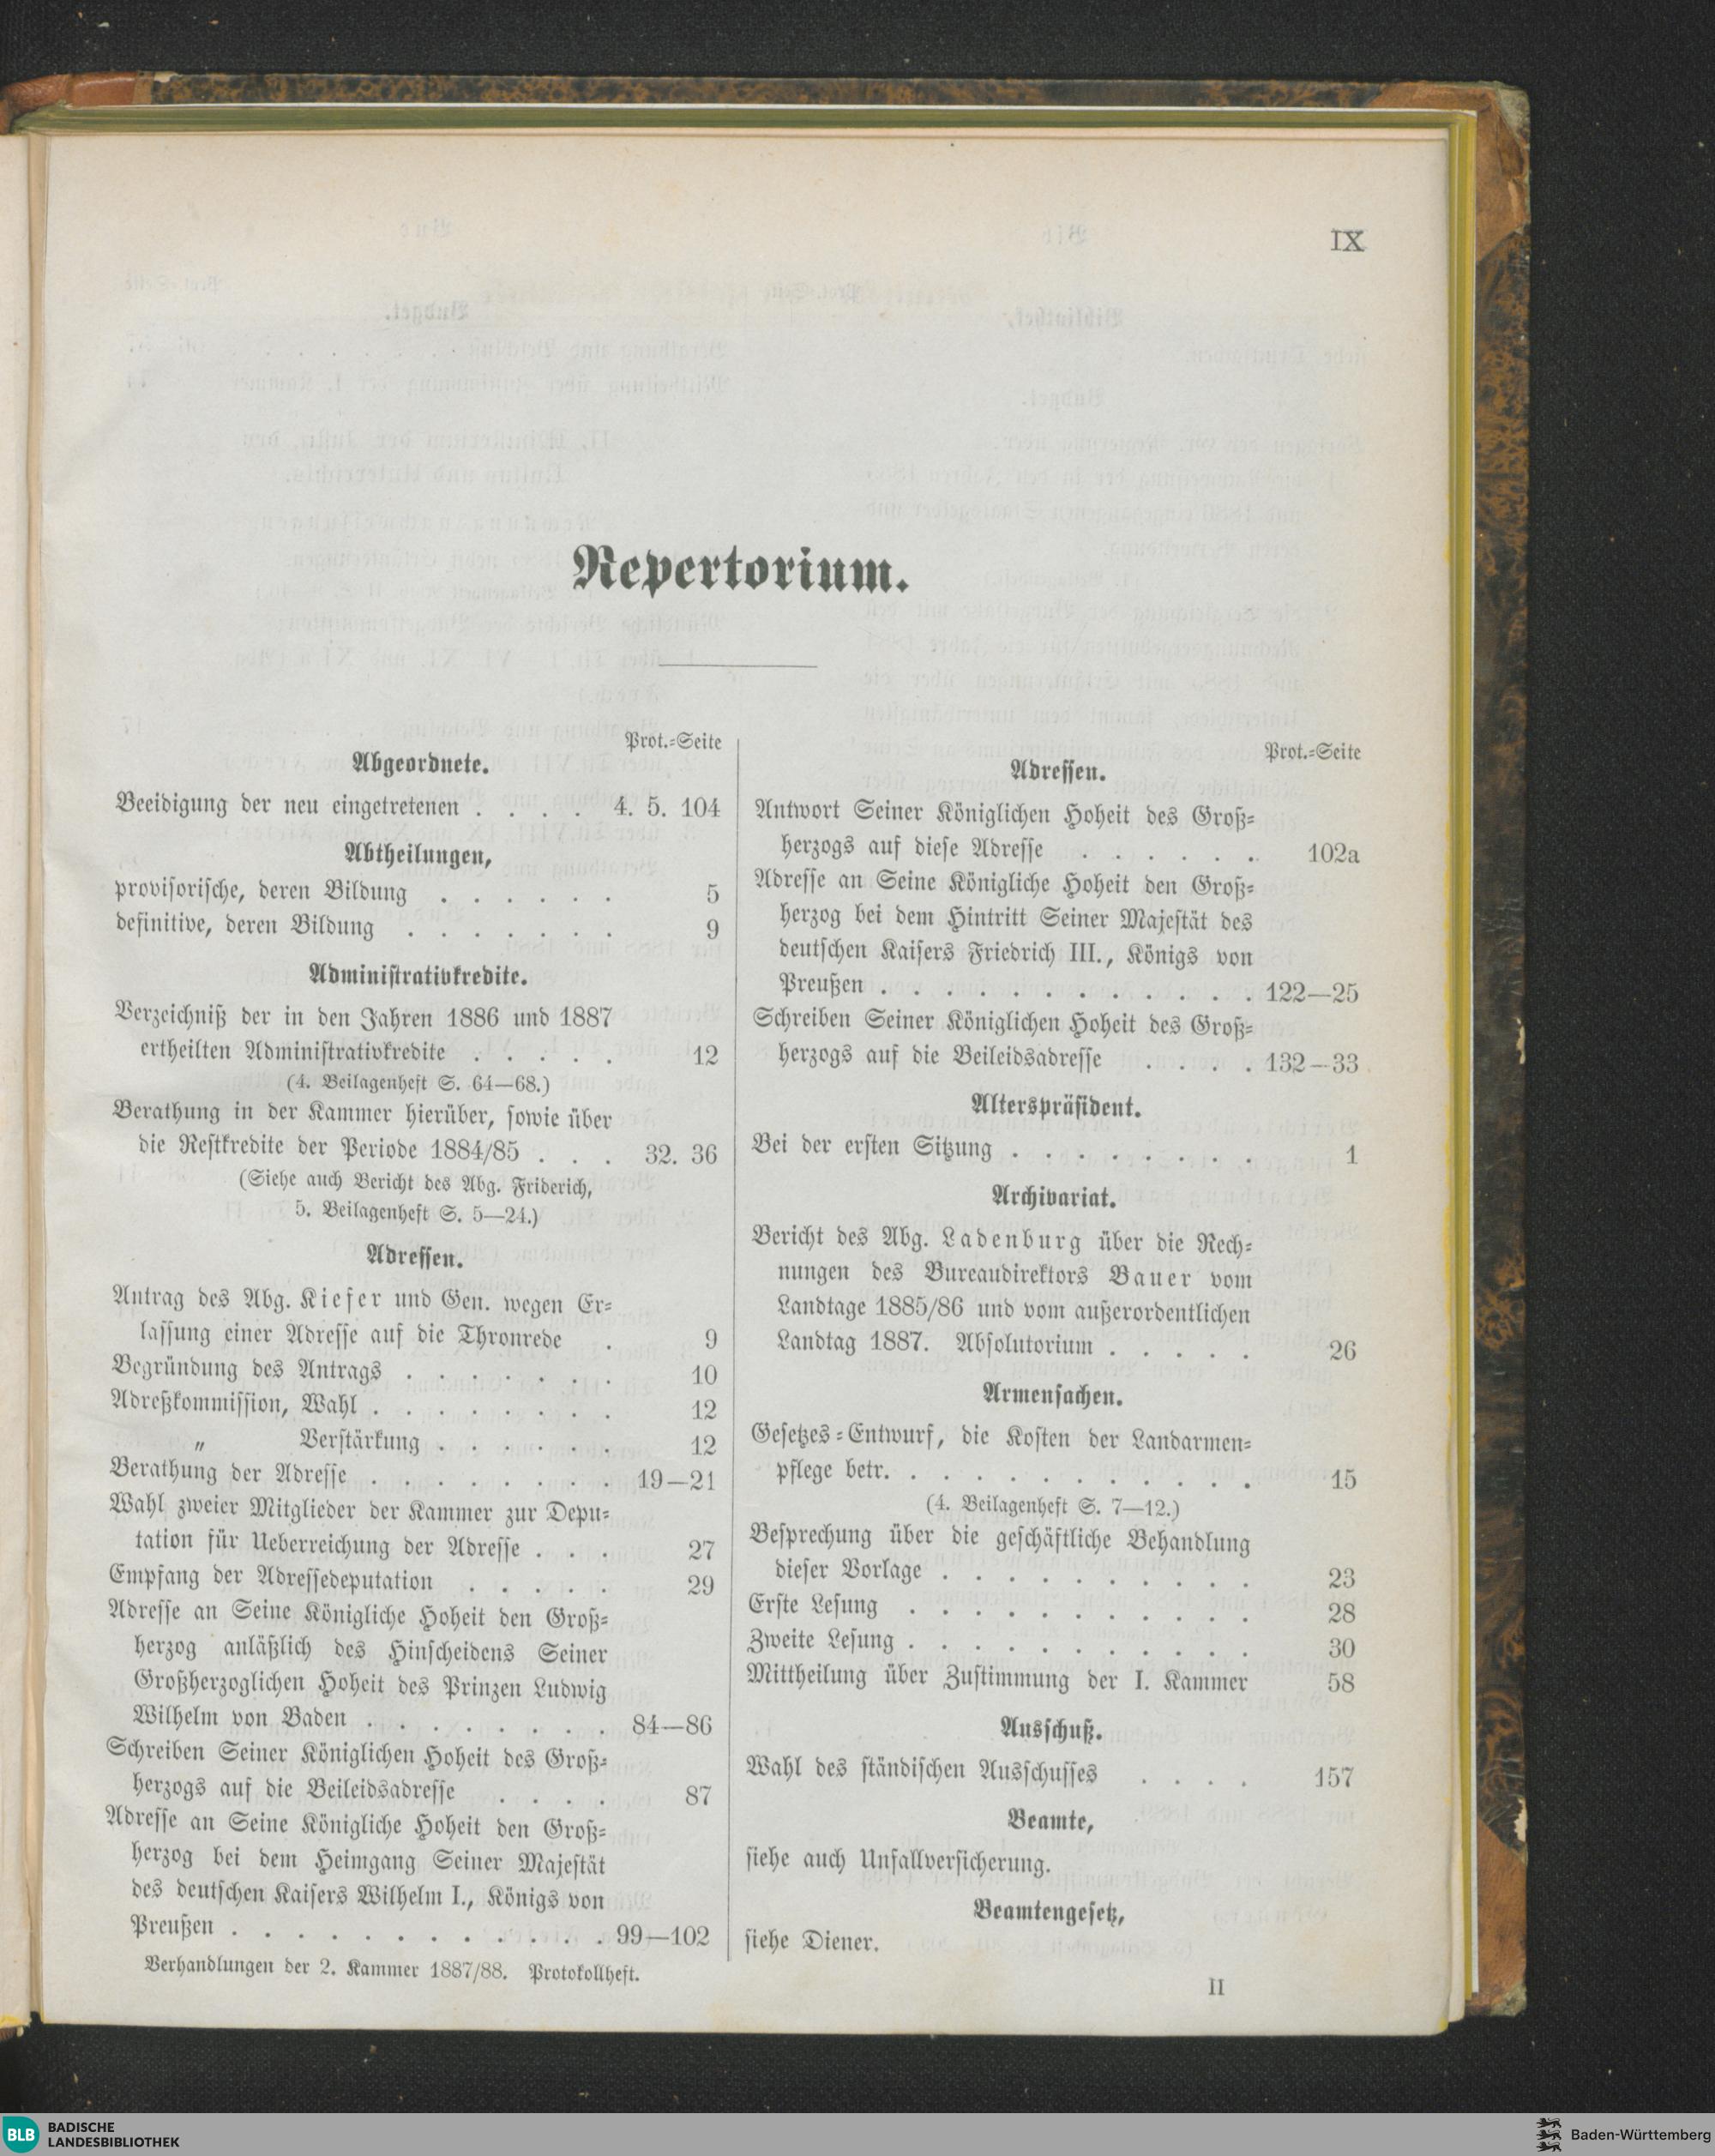 IX
Repertorium.
Prot.-Seite
Abgeordnete.
Beeidigung der neu eingetretenen . . . . 4. 5. 104
Abtheilungen,
provisorische, deren Bildung . . . . . . 5
definitive, deren Bildung . . . . . . . 9
Administrativkredite.
Verzeichniß der in den Jahren 1886 und 1887
ertheilten Administrativkredite . . . . . 12
(4. Beilagenheft S. 64—68.)
Berathung in der Kammer hierüber, sowie über
die Restkredite der Periode 1884/85 . . . 32. 36
(Siehe auch Bericht des Abg. Friderich,
5. Beilagenheft S. 5—24.)
Adressen.
Antrag des Abg. Kiefer und Gen. wegen Er-
lassung einer Adresse auf die Thronrede . 9
Begründung des Antrags . . . . . . . 10
Adreßkommission, Wahl . . . . . . . . 12
„ Verstärkung . . . . . . 12
Berathung der Adresse . . . . . . . . 19—21
Wahl zweier Mitglieder der Kammer zur Depu-
tation für Ueberreichung der Adresse . . . 27
Empfang der Adressedeputation . . . . . 29
Adresse an Seine Königliche Hoheit den Groß-
herzog anläßlich des Hinscheidens Seiner
Großherzoglichen Hoheit des Prinzen Ludwig
Wilhelm von Baden . . . . . . . . 84—86
Schreiben Seiner Königlichen Hoheit des Groß-
herzogs auf die Beileidsadresse . . . . 87
Adresse an Seine Königliche Hoheit den Groß-
herzog bei dem Heimgang Seiner Majestät
des deutschen Kaisers Wilhelm I., Königs von
Preußen . . . . . . . . . . . . 99—102
Verhandlungen der 2. Kammer 1887/88. Protokollheft.
Prot.-Seite
Adressen.
Antwort Seiner Königlichen Hoheit des Groß-
herzogs auf diese Adresse . . . . . . 102a
Adresse an Seine Königliche Hoheit den Groß-
herzog bei dem Hintritt Seiner Majestät des
deutschen Kaisers Friedrich III., Königs von
Preußen . . . . . . . . . . . . 122—25
Schreiben Seiner Königlichen Hoheit des Groß-
herzogs auf die Beileidsadresse . . . . 132—33
Alterspräsident.
Bei der ersten Sitzung . . . . . . . . 1
Archivariat.
Bericht des Abg. Ladenburg über die Rech-
nungen des Bureaudirektors Bauer vom
Landtage 1885/86 und vom außerordentlichen
Landtag 1887. Absolutorium . . . . . 26
Armensachen.
Gesetzes-Entwurf, die Kosten der Landarmen-
pflege betr. . . . . . . . . . . . 15
(4. Beilagenheft S. 7—12.)
Besprechung über die geschäftliche Behandlung
dieser Vorlage . . . . . . . . . . 23
Erste Lesung . . . . . . . . . . . 28
Zweite Lesung . . . . . . . . . . . 30
Mittheilung über Zustimmung der I. Kammer 58
Ausschuß.
Wahl des ständischen Ausschusses . . . . 157
Beamte,
siehe auch Unfallversicherung.
Beamtengesetz,
siehe Diener.
II
BLB BADISCHE
LANDESBIBLIOTHEK
Baden-Württemberg